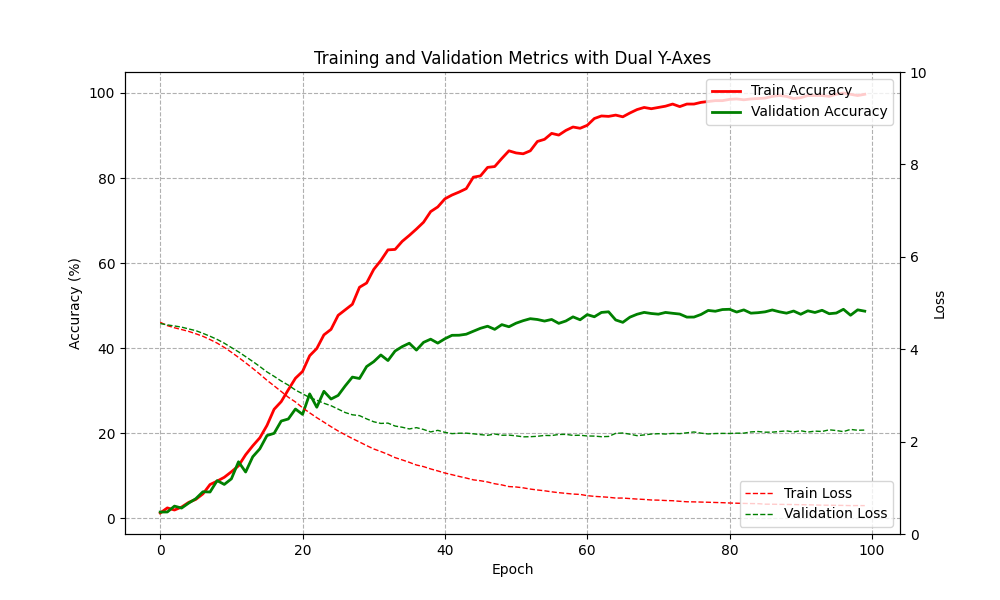 Training and Validation Metrics with Dual Y-Axes
Train Accuracy
Validation Accuracy
Train Loss
Validation Loss
Accuracy (%)
100
80
60
40
20
0
10
8
6
4
2
0
Loss
0 20 40 60 80 100
Epoch